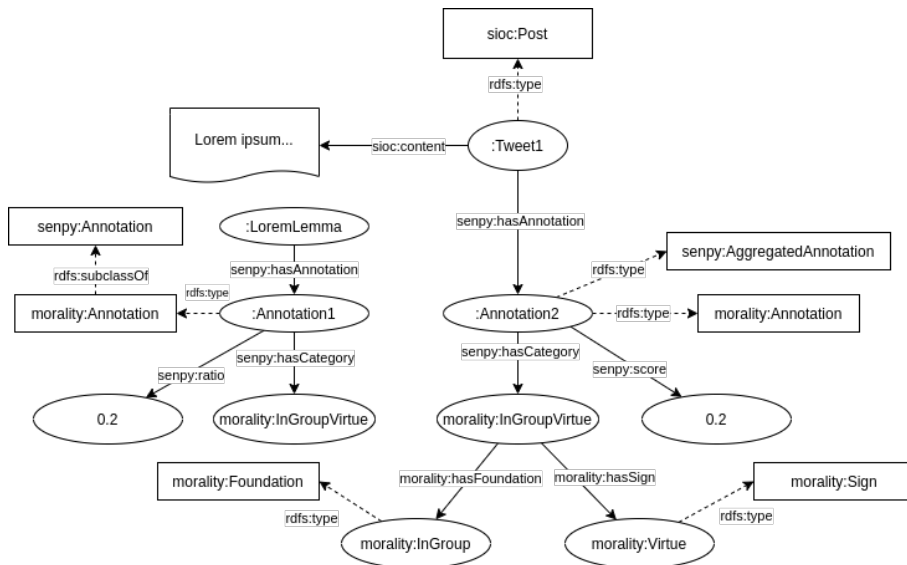 sioc:Post
rdfs:type
Lorem ipsum...
sioc:content
:Tweet1
senpy:Annotation
:LoremLemma
senpy:hasAnnotation
senpy:AggregatedAnnotation
rdfs:subclassOf
senpy:hasAnnotation
rdfs:type
rdfs:type
morality:Annotation
:Annotation1
:Annotation2
rdfs:type
morality:Annotation
senpy:ratio
senpy:hasCategory
senpy:hasCategory
senpy:score
0.2
morality:InGroupVirtue
morality:InGroupVirtue
0.2
morality:Foundation
morality:hasFoundation
morality:hasSign
morality:Sign
rdfs:type
rdfs:type
morality:InGroup
morality:Virtue